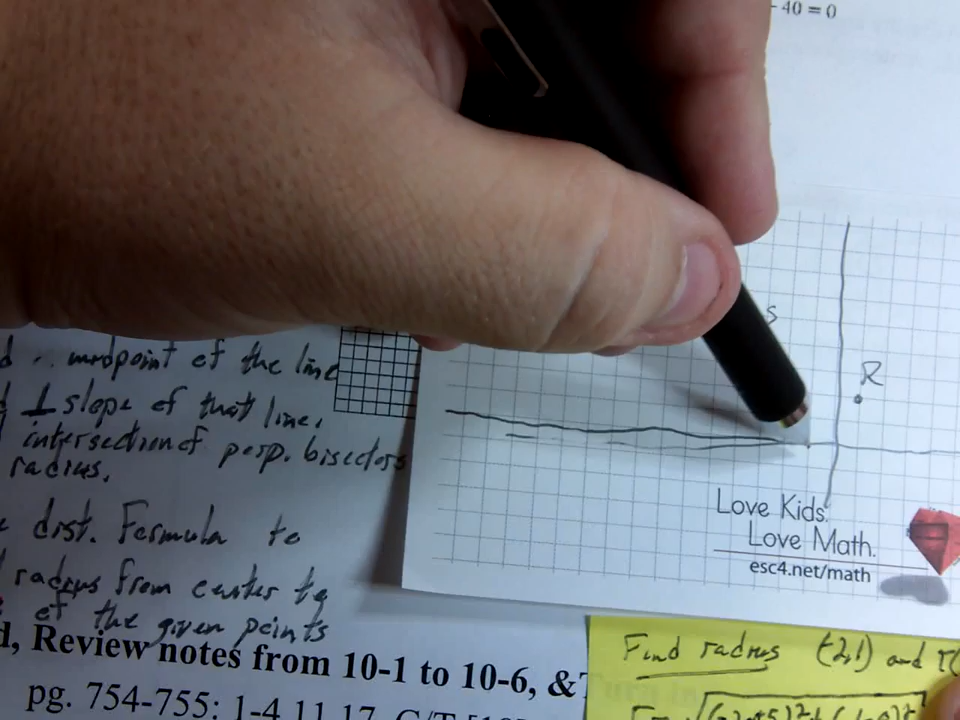 - 40 = 0
S
R
midpoint of the line
⊥ slope of that line.
intersection of perp. bisectors
radius.
dist. Formula to
radius from center to
of the given points
Love Kids.
Love Math.
esc4.net/math
, Review notes from 10-1 to 10-6, &
pg. 754-755: 1-4, 11, 17,
Find radius (-2,1) and